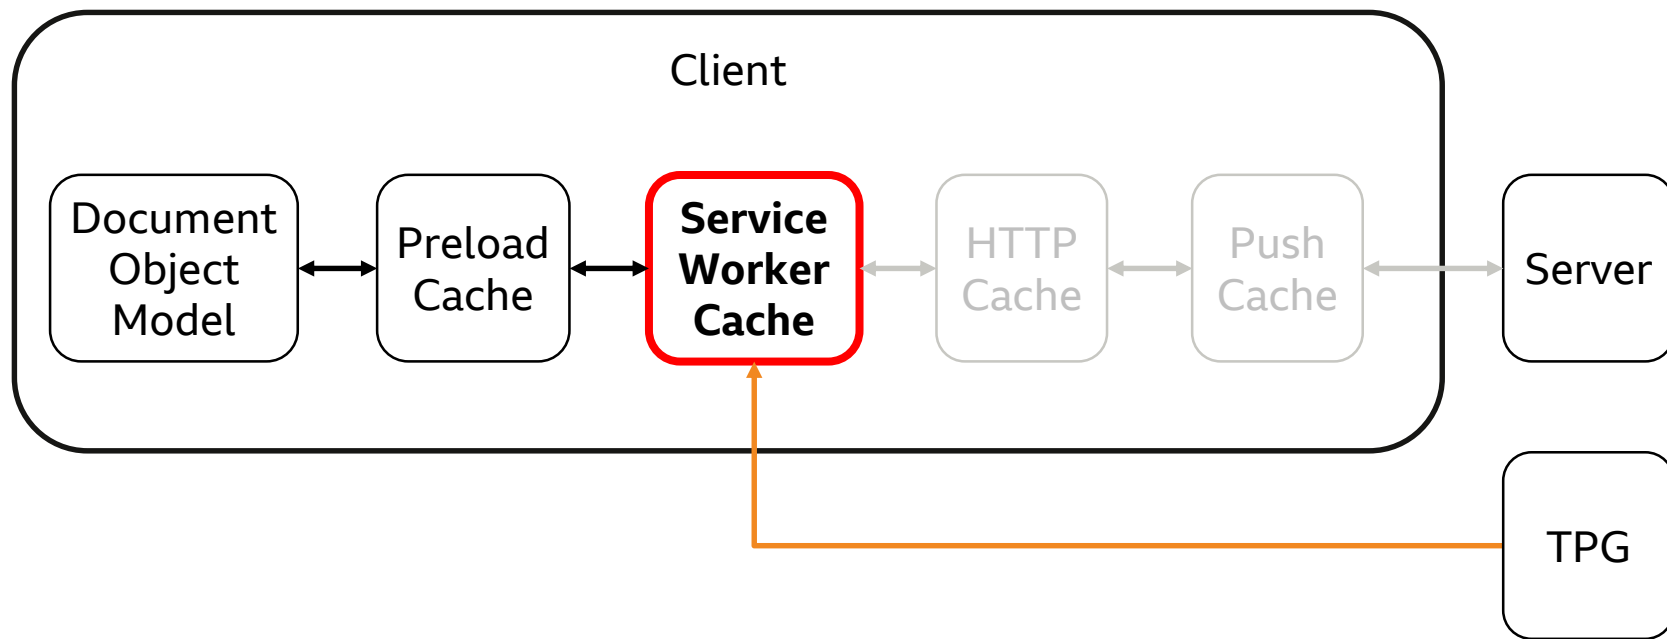 Client
Document
Object
Model
Preload
Cache
Service
Worker
Cache
HTTP
Cache
Push
Cache
Server
TPG